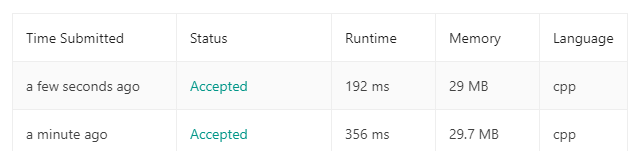 Time Submitted Status Runtime Memory Language
a few seconds ago Accepted 192 ms 29 MB cpp
a minute ago Accepted 356 ms 29.7 MB cpp